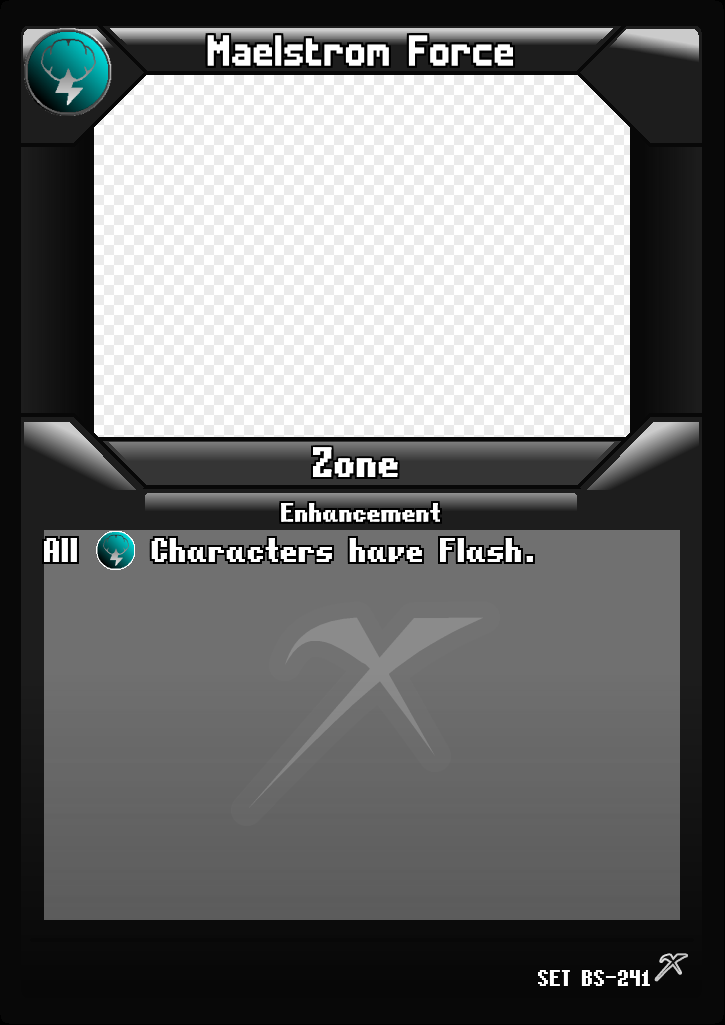 Maelstrom Force
Zone
Enhancement
All Characters have Flash.
SET BS-241